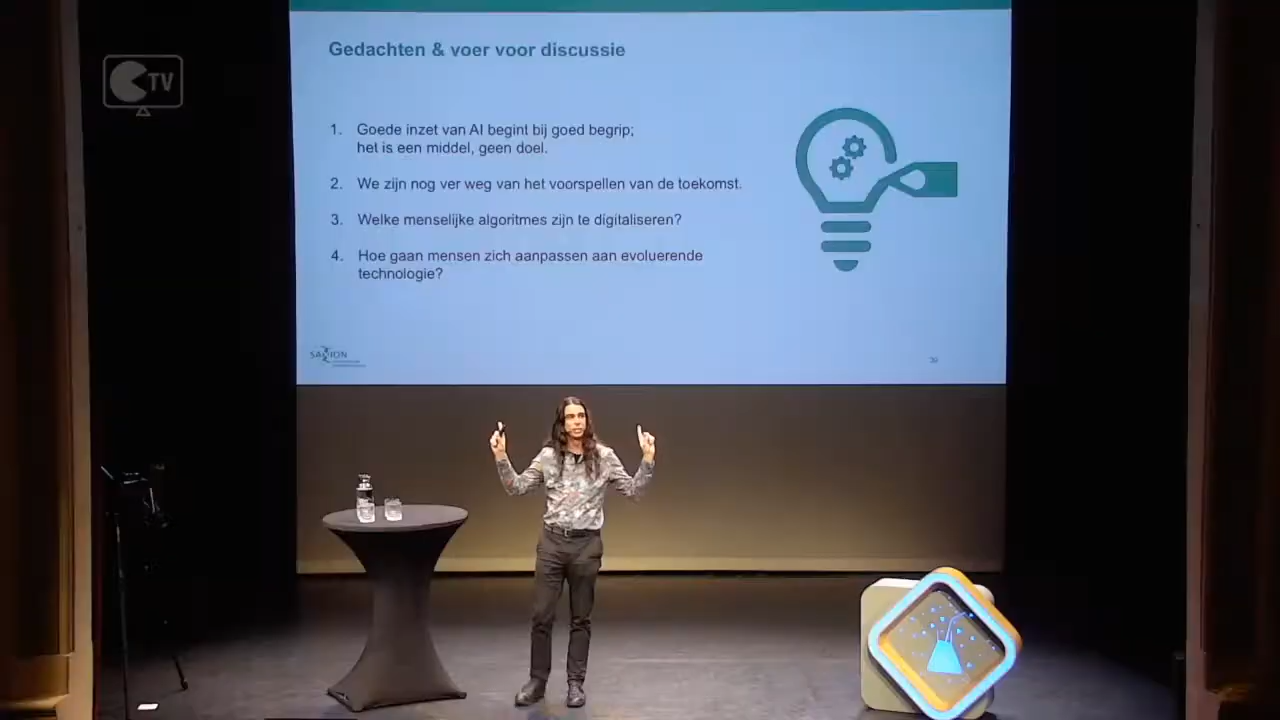 TV
Gedachten & voer voor discussie
1. Goede inzet van AI begint bij goed begrip;
het is een middel, geen doel.
2. We zijn nog ver weg van het voorspellen van de toekomst.
3. Welke menselijke algoritmes zijn te digitaliseren?
4. Hoe gaan mensen zich aanpassen aan evoluerende
technologie?
SAXION